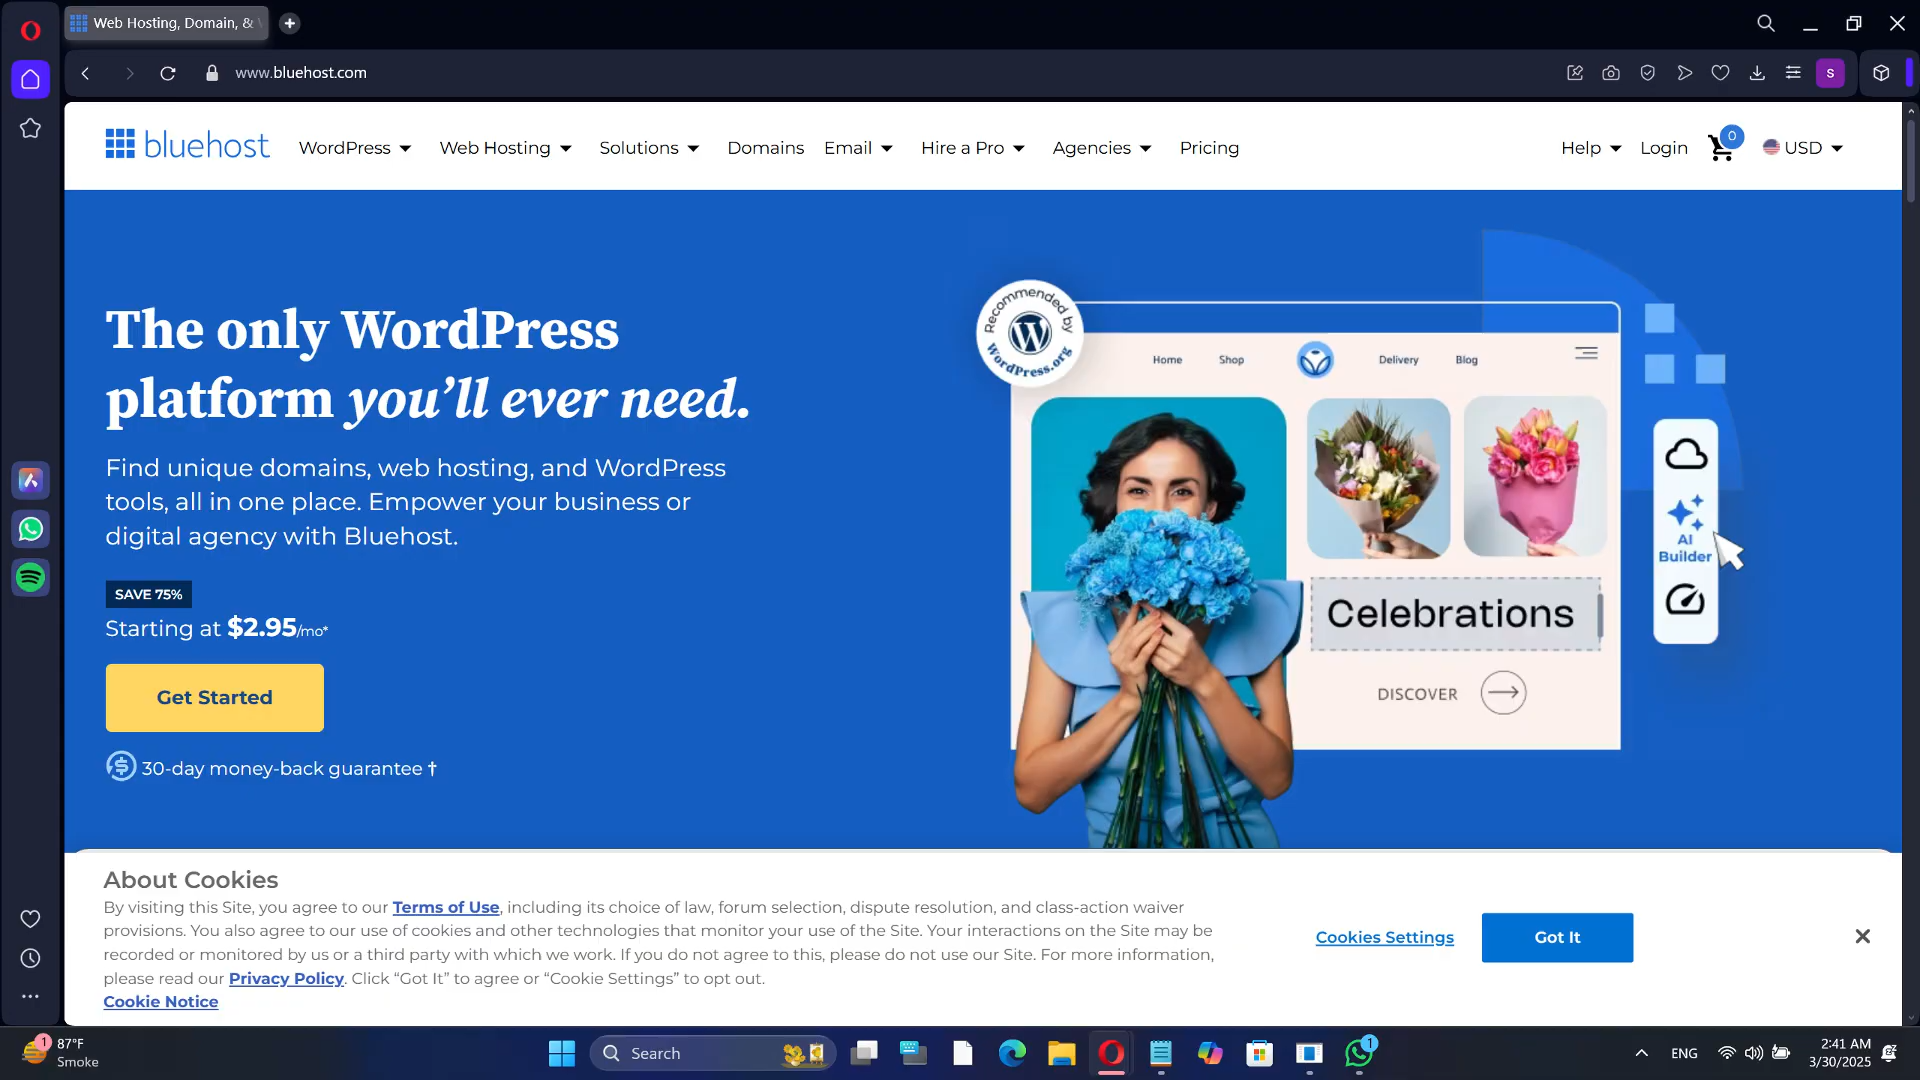 Web Hosting, Domain, &
www.bluehost.com
S
bluehost
WordPress
Web Hosting
Solutions
Domains
Email
Hire a Pro
Agencies
Pricing
Help
Login
0
USD
The only WordPress
platform you’ll ever need.
Find unique domains, web hosting, and WordPress
tools, all in one place. Empower your business or
digital agency with Bluehost.
SAVE 75%
Starting at $2.95/mo*
Get Started
30-day money-back guarantee †
Recommended by
WordPress.org
Home
Shop
Delivery
Blog
AI
Builder
Celebrations
DISCOVER
About Cookies
By visiting this Site, you agree to our Terms of Use, including its choice of law, forum selection, dispute resolution, and class-action waiver
provisions. You also agree to our use of cookies and other technologies that monitor your use of the Site. Your interactions on the Site may be
recorded or monitored by us or a third party with which we work. If you do not agree to this, please do not use our Site. For more information,
please read our Privacy Policy. Click “Got It” to agree or “Cookie Settings” to opt out.
Cookie Notice
Cookies Settings
Got It
1
87°F
Smoke
Search
1
ENG
2:41 AM
3/30/2025